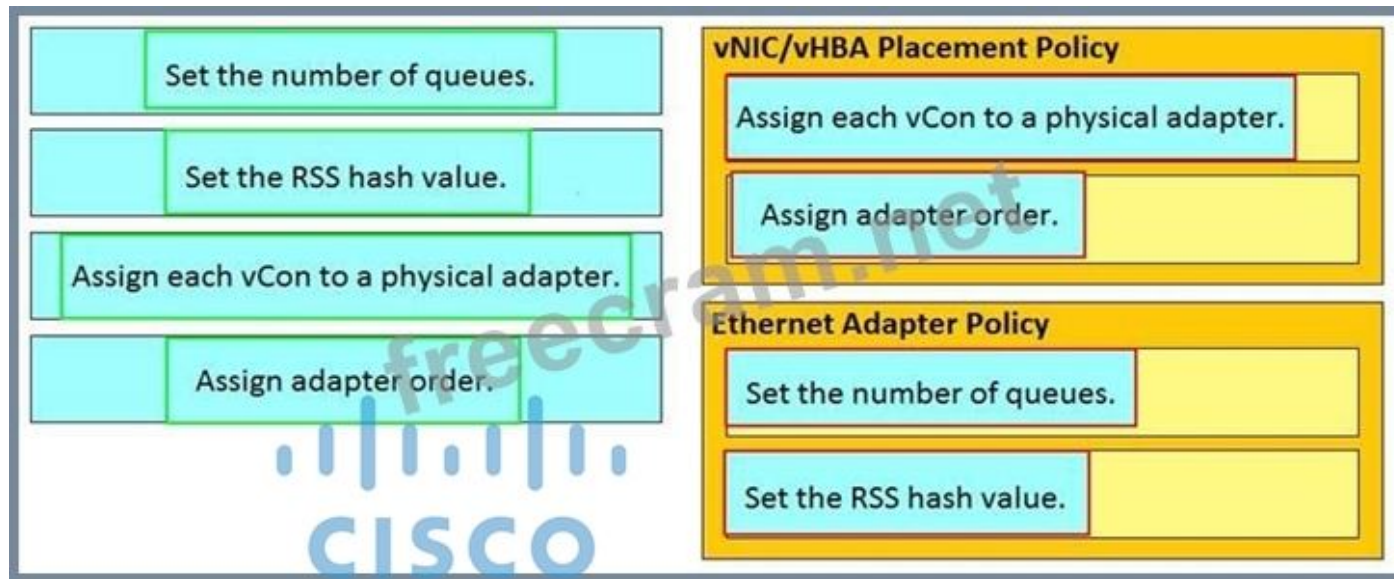 Set the number of queues.
Set the RSS hash value.
Assign each vCon to a physical adapter.
Assign adapter order.
vNIC/vHBA Placement Policy
Assign each vCon to a physical adapter.
Assign adapter order.
Ethernet Adapter Policy
Set the number of queues.
Set the RSS hash value.
freecram.net
CISCO